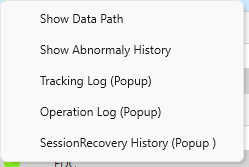 Show Data Path
Show Abnormaly History
Tracking Log (Popup)
Operation Log (Popup)
SessionRecovery History (Popup )